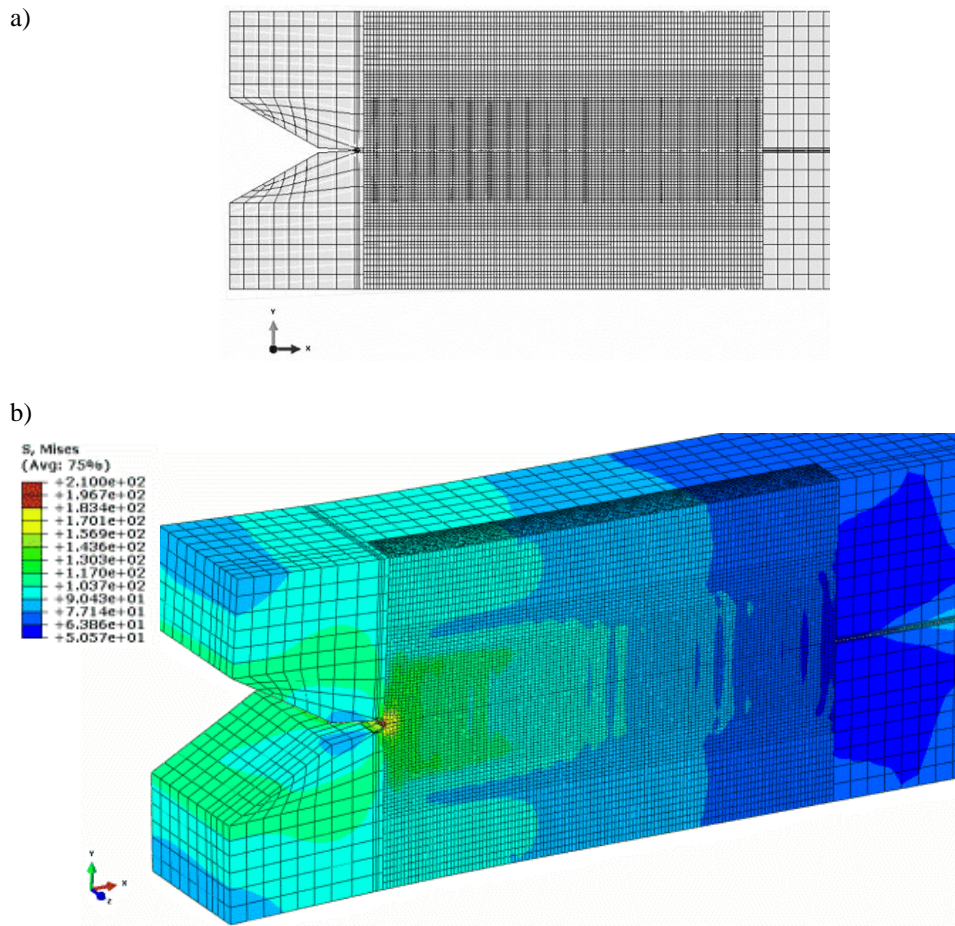 a)
Y
X
b)
S, Mises
(Avg: 75%)
+2.100e+02
+1.967e+02
+1.834e+02
+1.701e+02
+1.569e+02
+1.436e+02
+1.303e+02
+1.170e+02
+1.037e+02
+9.043e+01
+7.714e+01
+6.386e+01
+5.057e+01
Y
X
Z